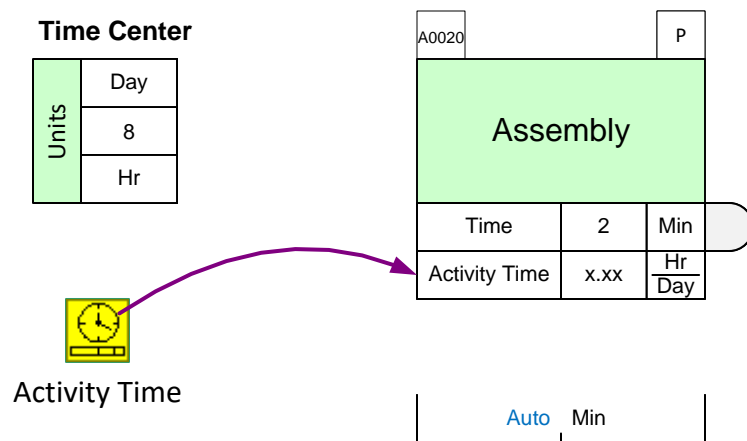 Time Center
Units
Day
8
Hr
A0020
P
Assembly
Time 2 Min
Activity Time x.xx Hr
Day
Activity Time
Auto Min